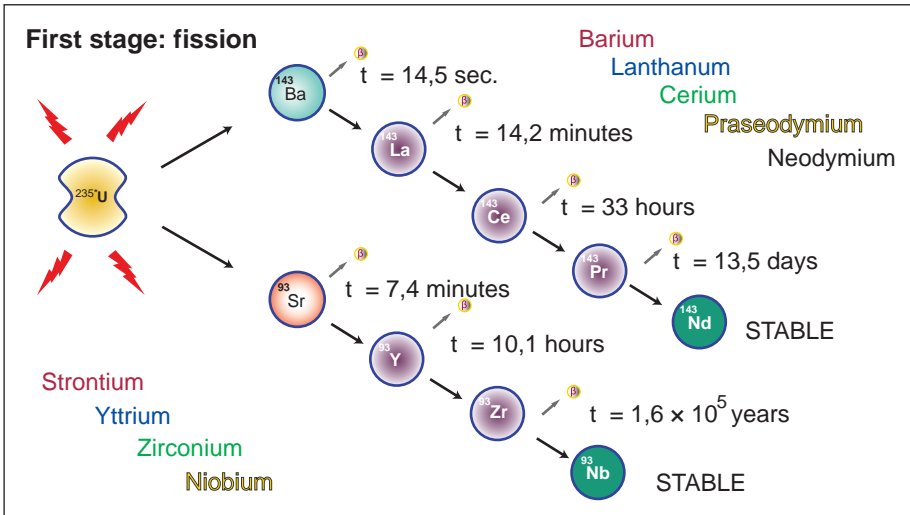 First stage: fission
Barium
Lanthanum
Cerium
Praseodymium
Neodymium
β
t = 14,5 sec.
143
Ba
β
t = 14,2 minutes
143
La
β
t = 33 hours
143
Ce
β
t = 13,5 days
143
Pr
143
Nd
STABLE
235*U
β
t = 7,4 minutes
93
Sr
β
t = 10,1 hours
93
Y
β
t = 1,6 × 10⁵ years
93
Zr
93
Nb
STABLE
Strontium
Yttrium
Zirconium
Niobium